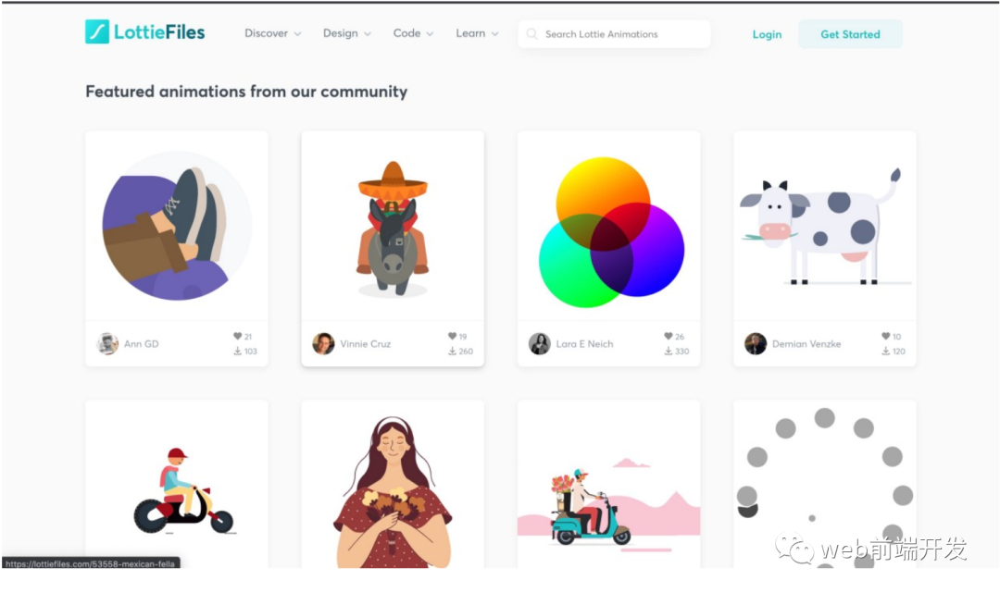 LottieFiles Discover Design Code Learn Search Lottie Animations Login Get Started
Featured animations from our community
Ann GD 21 103
Vinnie Cruz 19 260
Lara E Neich 26 330
Demian Venzke 10 120
https://lottiefiles.com/53558-mexican-fella
web前端开发